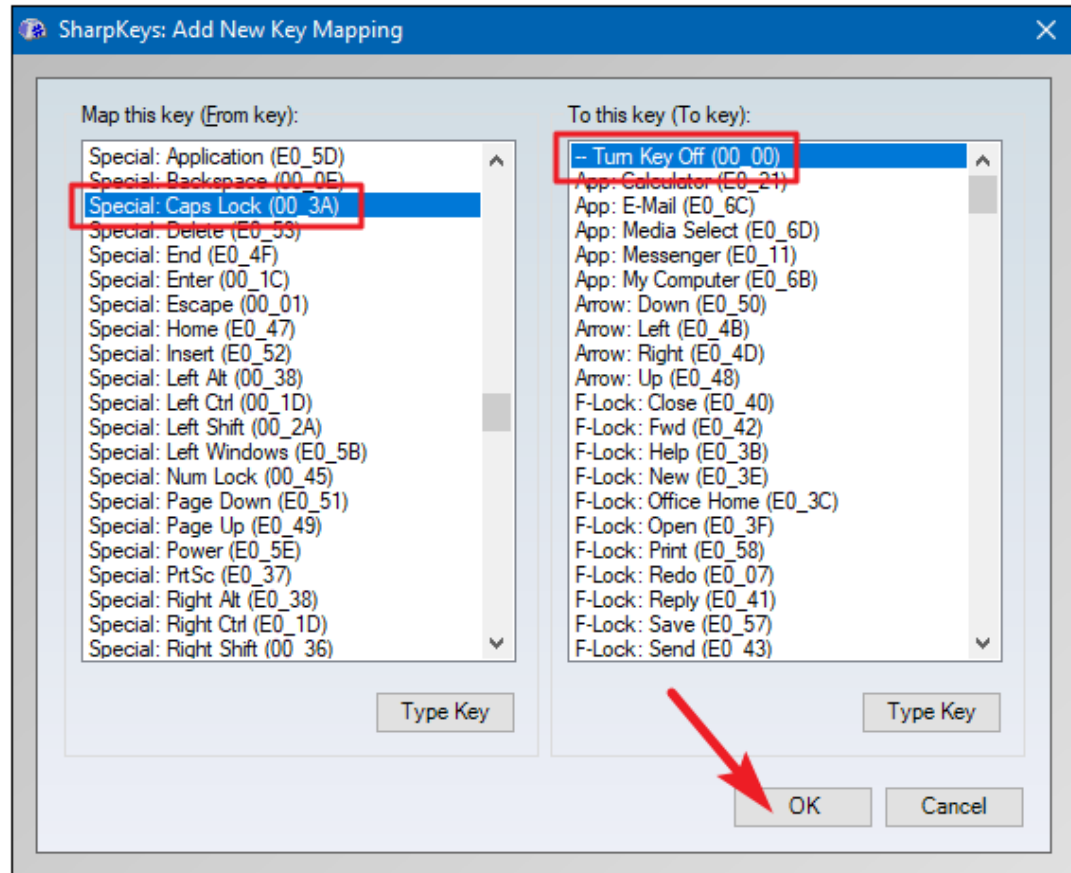 SharpKeys: Add New Key Mapping
Map this key (From key):
Special: Application (E0_5D)
Special: Backspace (00_0E)
Special: Caps Lock (00_3A)
Special: Delete (E0_53)
Special: End (E0_4F)
Special: Enter (00_1C)
Special: Escape (00_01)
Special: Home (E0_47)
Special: Insert (E0_52)
Special: Left Alt (00_38)
Special: Left Ctrl (00_1D)
Special: Left Shift (00_2A)
Special: Left Windows (E0_5B)
Special: Num Lock (00_45)
Special: Page Down (E0_51)
Special: Page Up (E0_49)
Special: Power (E0_5E)
Special: PrtSc (E0_37)
Special: Right Alt (E0_38)
Special: Right Ctrl (E0_1D)
Special: Right Shift (00_36)
Type Key
To this key (To key):
-- Turn Key Off (00_00)
App: Calculator (E0_21)
App: E-Mail (E0_6C)
App: Media Select (E0_6D)
App: Messenger (E0_11)
App: My Computer (E0_6B)
Arrow: Down (E0_50)
Arrow: Left (E0_4B)
Arrow: Right (E0_4D)
Arrow: Up (E0_48)
F-Lock: Close (E0_40)
F-Lock: Fwd (E0_42)
F-Lock: Help (E0_3B)
F-Lock: New (E0_3E)
F-Lock: Office Home (E0_3C)
F-Lock: Open (E0_3F)
F-Lock: Print (E0_58)
F-Lock: Redo (E0_07)
F-Lock: Reply (E0_41)
F-Lock: Save (E0_57)
F-Lock: Send (E0_43)
Type Key
OK
Cancel